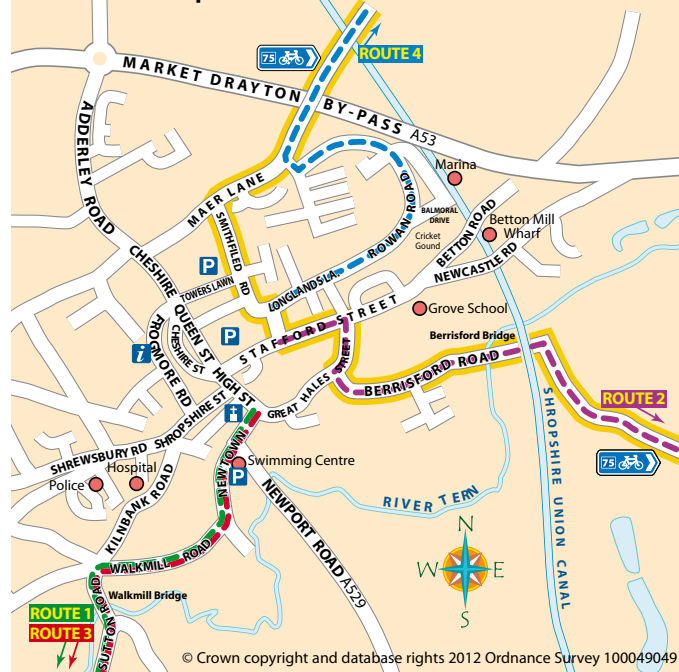 75
ROUTE 4
MARKET DRAYTON BY-PASS A53
ADDERLEY ROAD
Marina
MAER LANE
ROWAN ROAD
BALMORAL
DRIVE
Cricket
Gound
BETTON ROAD
Betton Mill
Wharf
NEWCASTLE RD
SMITHFILED RD
P
TOWERS LAWN
LONGLANDS LA.
CHESHIRE
QUEEN ST
HIGH ST
CHESHIRE ST
FROGMORE RD
i
P
STAFFORD STREET
Grove School
Berrisford Bridge
BERRISFORD ROAD
GREAT HALES STREET
ROUTE 2
75
SHREWSBURY RD
SHROPSHIRE ST
Hospital
Police
KILNBANK ROAD
NEWTOWN
Swimming Centre
P
NEWPORT ROAD A529
RIVER TERN
SHROPSHIRE UNION CANAL
N
W
E
S
WALKMILL ROAD
Walkmill Bridge
ROUTE 1
ROUTE 3
SUTTON ROAD
© Crown copyright and database rights 2012 Ordnance Survey 100049049